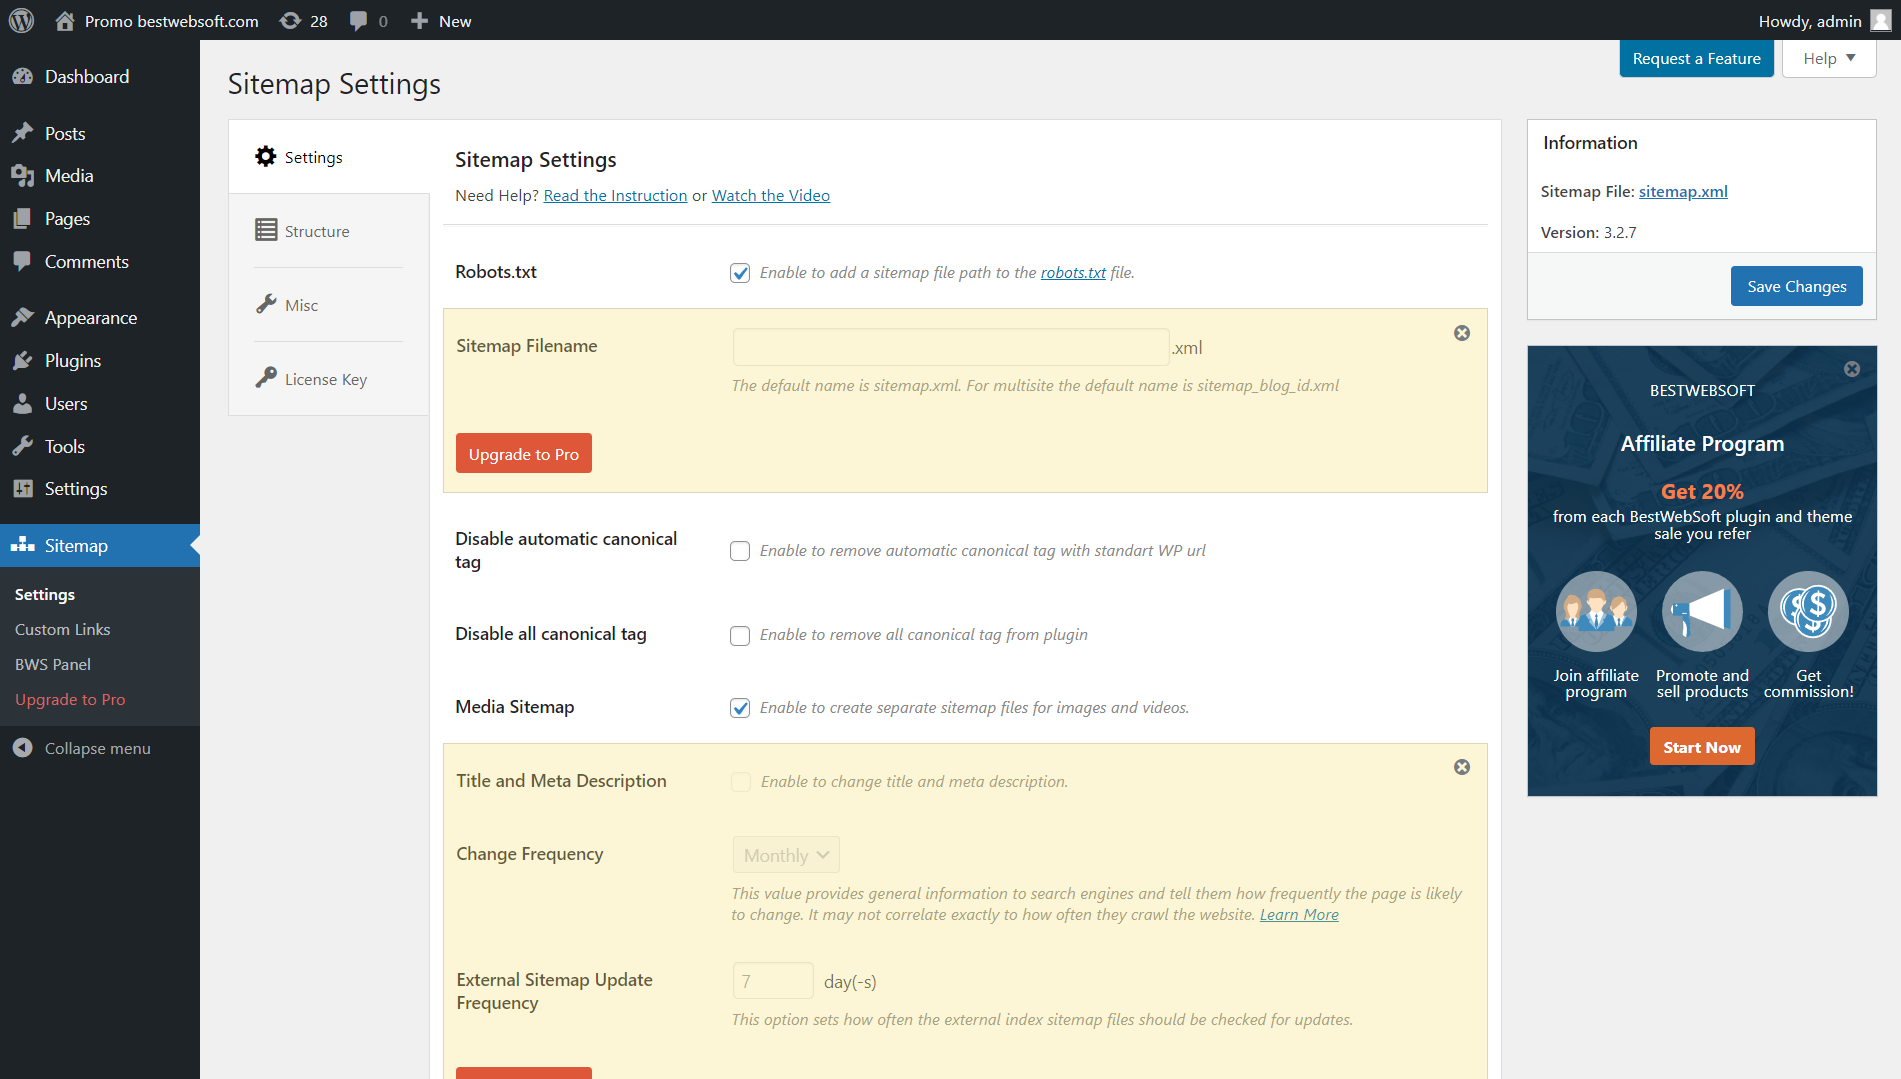 Promo bestwebsoft.com
28
0
New
Howdy, admin
Dashboard
Posts
Media
Pages
Comments
Appearance
Plugins
Users
Tools
Settings
Sitemap
Settings
Custom Links
BWS Panel
Upgrade to Pro
Collapse menu
Request a Feature
Help
Sitemap Settings
Settings
Structure
Misc
License Key
Sitemap Settings
Need Help? Read the Instruction or Watch the Video
Robots.txt
Enable to add a sitemap file path to the robots.txt file.
Sitemap Filename
.xml
The default name is sitemap.xml. For multisite the default name is sitemap_blog_id.xml
Upgrade to Pro
Disable automatic canonical
tag
Enable to remove automatic canonical tag with standart WP url
Disable all canonical tag
Enable to remove all canonical tag from plugin
Media Sitemap
Enable to create separate sitemap files for images and videos.
Title and Meta Description
Enable to change title and meta description.
Change Frequency
Monthly
This value provides general information to search engines and tell them how frequently the page is likely
to change. It may not correlate exactly to how often they crawl the website. Learn More
External Sitemap Update
Frequency
7
day(-s)
This option sets how often the external index sitemap files should be checked for updates.
Information
Sitemap File: sitemap.xml
Version: 3.2.7
Save Changes
BESTWEBSOFT
Affiliate Program
Get 20%
from each BestWebSoft plugin and theme
sale you refer
Join affiliate
program
Promote and
sell products
Get
commission!
Start Now